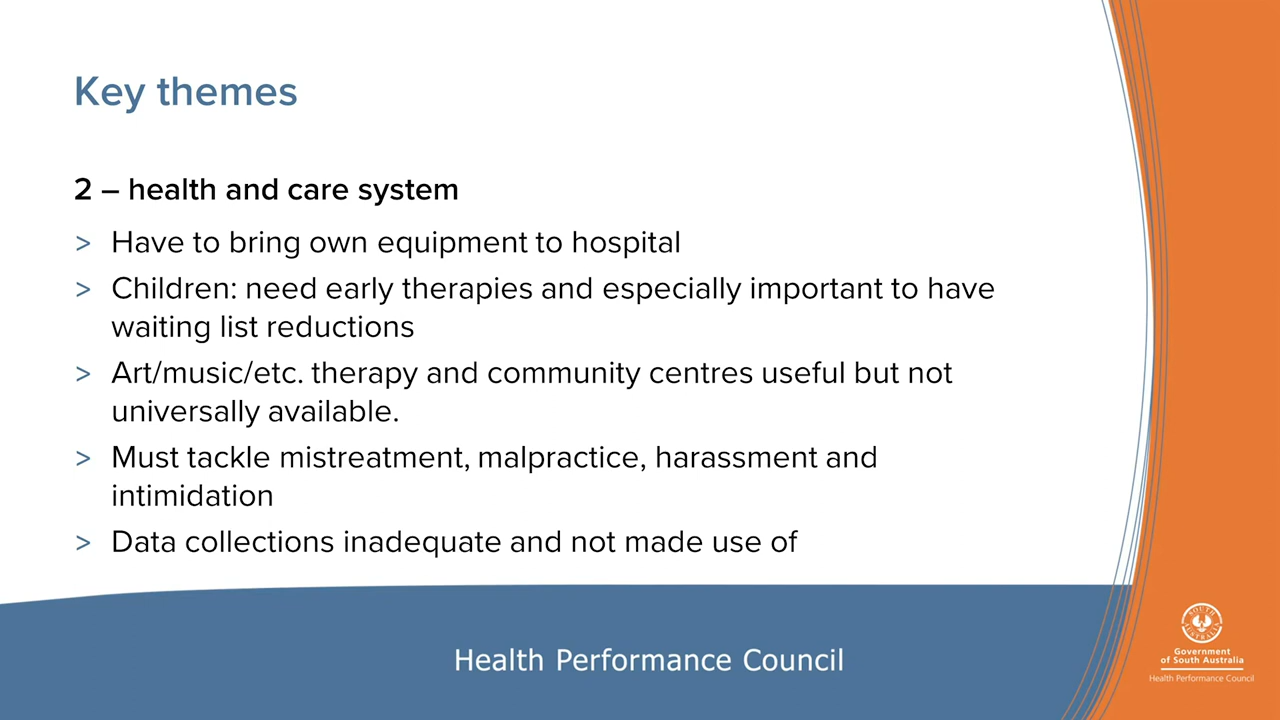 Key themes
2 – health and care system
> Have to bring own equipment to hospital
> Children: need early therapies and especially important to have
waiting list reductions
> Art/music/etc. therapy and community centres useful but not
universally available.
> Must tackle mistreatment, malpractice, harassment and
intimidation
> Data collections inadequate and not made use of
Health Performance Council
SOUTH
AUSTRALIA
Government
of South Australia
Health Performance Council